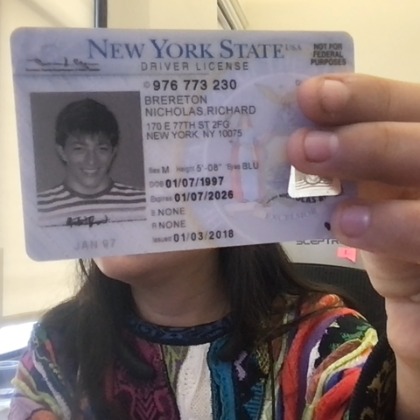 NEW YORK STATE USA
NOT FOR
FEDERAL
PURPOSES
DRIVER LICENSE
ID 976 773 230
BRERETON
NICHOLAS,RICHARD
170 E 77TH ST 2FG
NEW YORK, NY 10075
Sex M Height 5'-08" Eyes BLU
DOB 01/07/1997
Expires 01/07/2026
E NONE
R NONE
Issued 01/03/2018
JAN 97
EXCELSIOR
SCEPTR